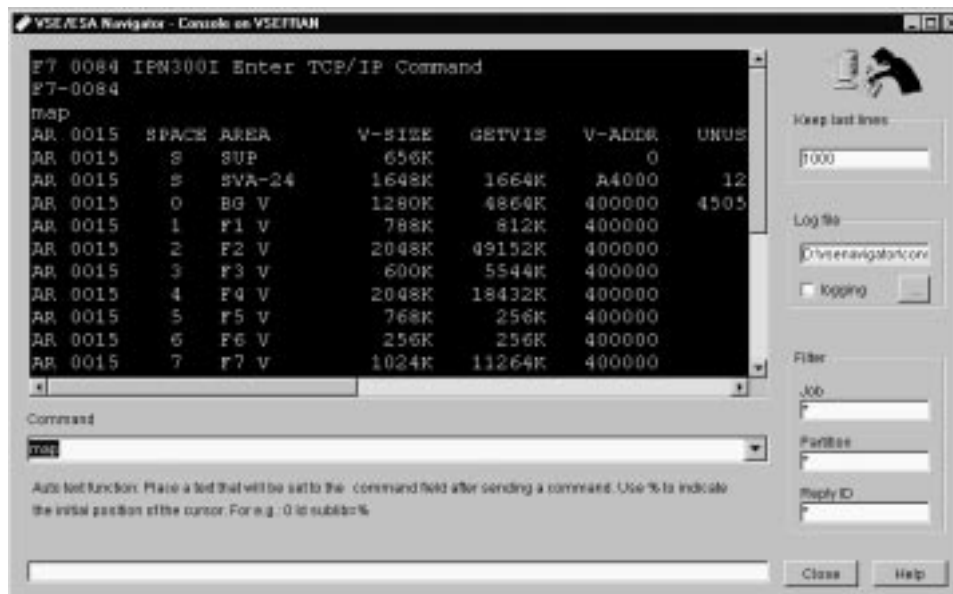 VSE/ESA Navigator - Console on VSEFRAN
F7 0084 IPN300I Enter TCP/IP Command
F7-0084
map
AR 0015 SPACE AREA V-SIZE GETVIS V-ADDR UNUS
AR 0015 S SUP 656K 0
AR 0015 S SVA-24 1648K 1664K A4000 12
AR 0015 0 BG V 1280K 4864K 400000 4505
AR 0015 1 F1 V 788K 812K 400000
AR 0015 2 F2 V 2048K 49152K 400000
AR 0015 3 F3 V 600K 5544K 400000
AR 0015 4 F4 V 2048K 18432K 400000
AR 0015 5 F5 V 768K 256K 400000
AR 0015 6 F6 V 256K 256K 400000
AR 0015 7 F7 V 1024K 11264K 400000
Keep last lines
1000
Log file
D:\vsenavigator\con
logging
...
Filter
Job
*
Partition
*
Reply ID
*
Command
map
Auto text function: Place a text that will be set to the command field after sending a command. Use % to indicate
the initial position of the cursor. For e.g.: 0 ld sublib=%
Close
Help